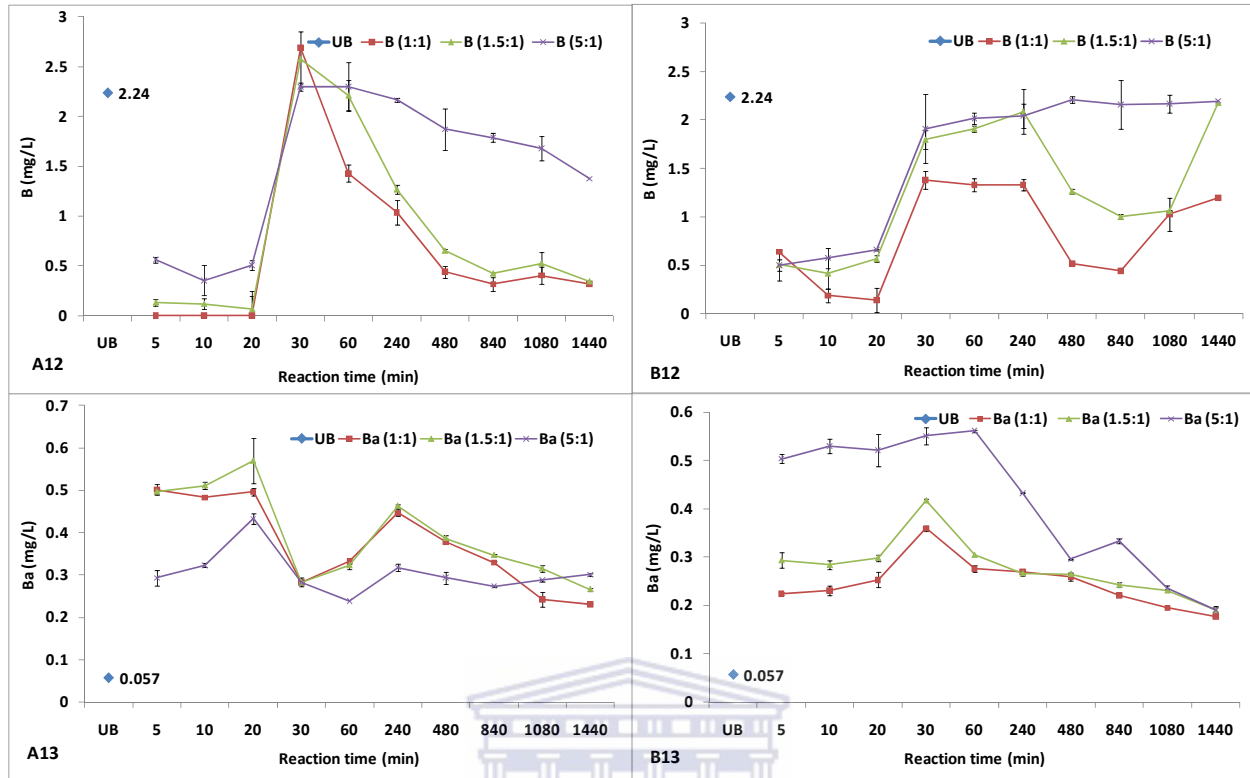 UB B (1:1) B (1.5:1) B (5:1)
3
2.5
2
1.5
1
0.5
0
B (mg/L)
2.24
UB 5 10 20 30 60 240 480 840 1080 1440
Reaction time (min)
A12
UB B (1:1) B (1.5:1) B (5:1)
3
2.5
2
1.5
1
0.5
0
B (mg/L)
2.24
UB 5 10 20 30 60 240 480 840 1080 1440
Reaction time (min)
B12
UB Ba (1:1) Ba (1.5:1) Ba (5:1)
0.7
0.6
0.5
0.4
0.3
0.2
0.1
0
Ba (mg/L)
0.057
UB 5 10 20 30 60 240 480 840 1080 1440
Reaction time (min)
A13
UB Ba (1:1) Ba (1.5:1) Ba (5:1)
0.6
0.5
0.4
0.3
0.2
0.1
0
Ba (mg/L)
0.057
UB 5 10 20 30 60 240 480 840 1080 1440
Reaction time (min)
B13